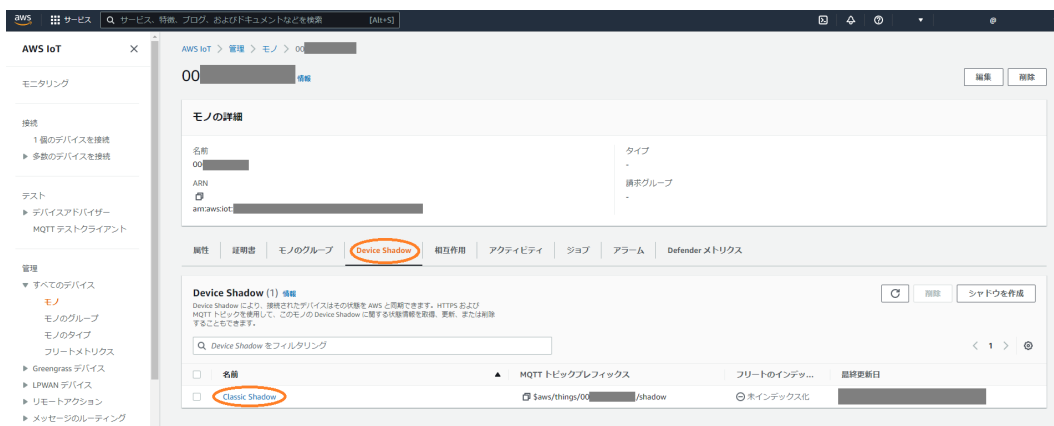 aws サービス サービス、特徴、ブログ、およびドキュメントなどを検索 [Alt+S] @
AWS IoT
モニタリング
接続
1 個のデバイスを接続
多数のデバイスを接続
テスト
デバイスアドバイザー
MQTT テストクライアント
管理
すべてのデバイス
モノ
モノのグループ
モノのタイプ
フリートメトリクス
Greengrass デバイス
LPWAN デバイス
リモートアクション
メッセージのルーティング
AWS IoT > 管理 > モノ > 00
00 情報
編集 削除
モノの詳細
名前
00
ARN
arn:aws:iot:
タイプ
-
請求グループ
-
属性 証明書 モノのグループ Device Shadow 相互作用 アクティビティ ジョブ アラーム Defender メトリクス
Device Shadow (1) 情報
Device Shadow により、接続されたデバイスはその状態を AWS と同期できます。HTTPS および
MQTT トピックを使用して、このモノの Device Shadow に関する状態情報を取得、更新、または削除
することもできます。
削除 シャドウを作成
Device Shadow をフィルタリング
< 1 >
名前 ▲ MQTT トピックプレフィックス フリートのインデッ... 最終更新日
Classic Shadow $aws/things/00 /shadow 未インデックス化